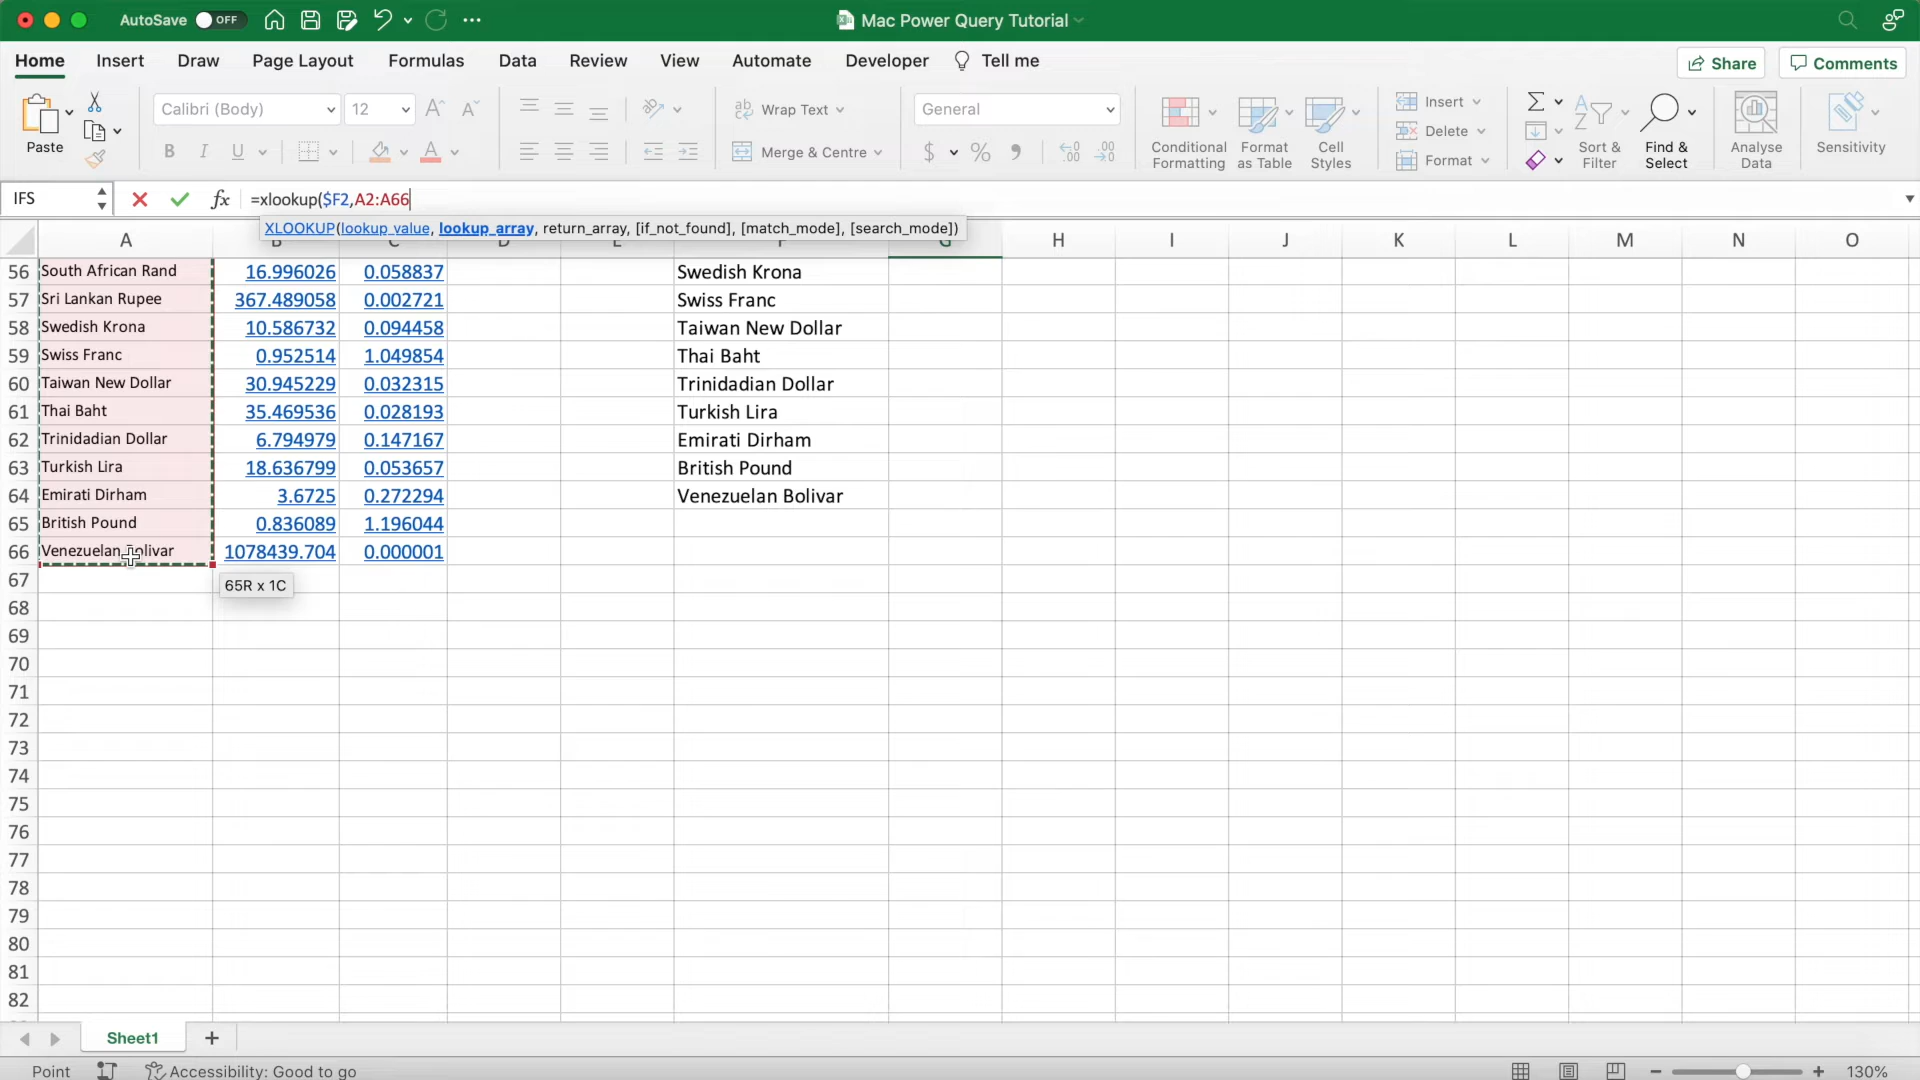 AutoSave OFF ... Mac Power Query Tutorial
Home Insert Draw Page Layout Formulas Data Review View Automate Developer Tell me Share Comments
Paste Calibri (Body) 12 A A Wrap Text General Insert
Delete
B I U A Merge & Centre $ % Format
Conditional Formatting Format as Table Cell Styles Sort & Filter Find & Select Analyse Data Sensitivity
IFS fx =xlookup($F2,A2:A66
XLOOKUP(lookup_value, lookup_array, return_array, [if_not_found], [match_mode], [search_mode])
A H I J K L M N O
56 South African Rand 16.996026 0.058837 Swedish Krona
57 Sri Lankan Rupee 367.489058 0.002721 Swiss Franc
58 Swedish Krona 10.586732 0.094458 Taiwan New Dollar
59 Swiss Franc 0.952514 1.049854 Thai Baht
60 Taiwan New Dollar 30.945229 0.032315 Trinidadian Dollar
61 Thai Baht 35.469536 0.028193 Turkish Lira
62 Trinidadian Dollar 6.794979 0.147167 Emirati Dirham
63 Turkish Lira 18.636799 0.053657 British Pound
64 Emirati Dirham 3.6725 0.272294 Venezuelan Bolivar
65 British Pound 0.836089 1.196044
66 Venezuelan Bolivar 1078439.704 0.000001
67
65R x 1C
68
69
70
71
72
73
74
75
76
77
78
79
80
81
82
Sheet1 +
Point Accessibility: Good to go − + 130%